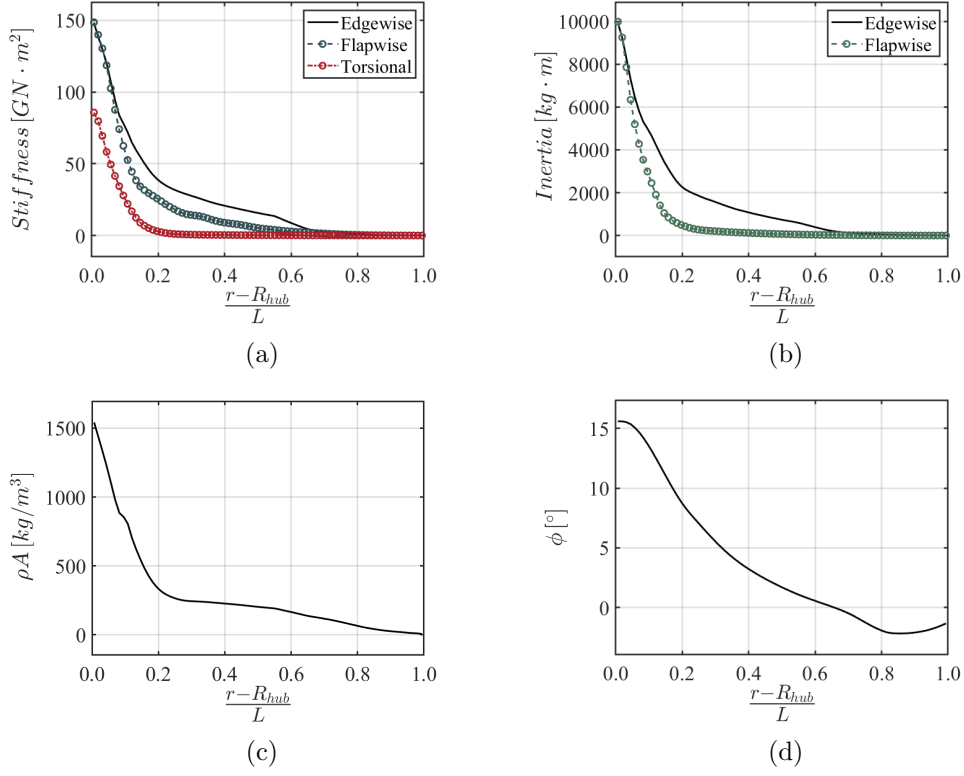 Stiffness [GN · m²]
150
100
50
0
Edgewise
Flapwise
Torsional
0.0 0.2 0.4 0.6 0.8 1.0
r−R_hub
L
(a)
Inertia [kg · m]
10000
8000
6000
4000
2000
0
Edgewise
Flapwise
0.0 0.2 0.4 0.6 0.8 1.0
r−R_hub
L
(b)
ρA [kg/m³]
1500
1000
500
0
0.0 0.2 0.4 0.6 0.8 1.0
r−R_hub
L
(c)
ϕ [°]
15
10
5
0
0.0 0.2 0.4 0.6 0.8 1.0
r−R_hub
L
(d)